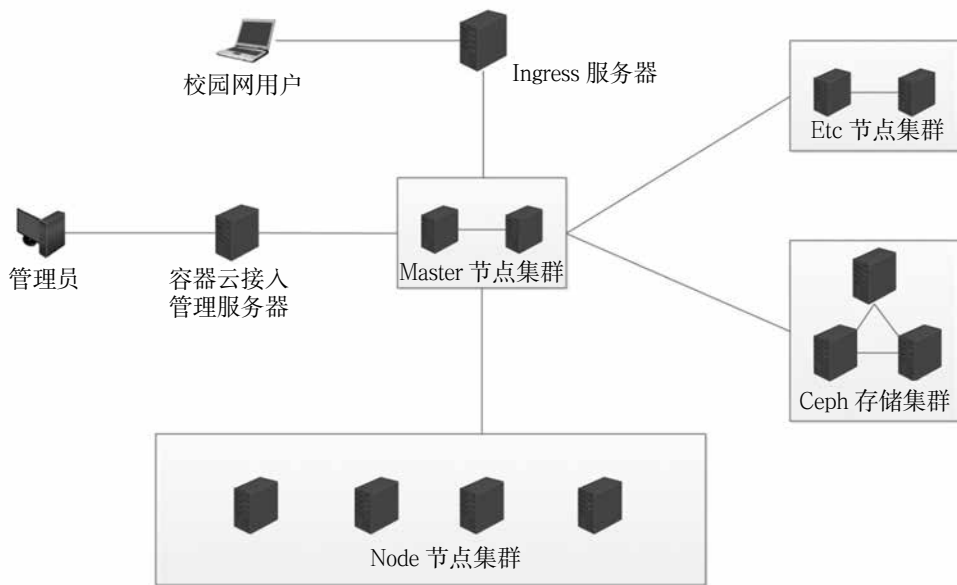 校园网用户
Ingress 服务器
Etc 节点集群
管理员
容器云接入
管理服务器
Master 节点集群
Ceph 存储集群
Node 节点集群